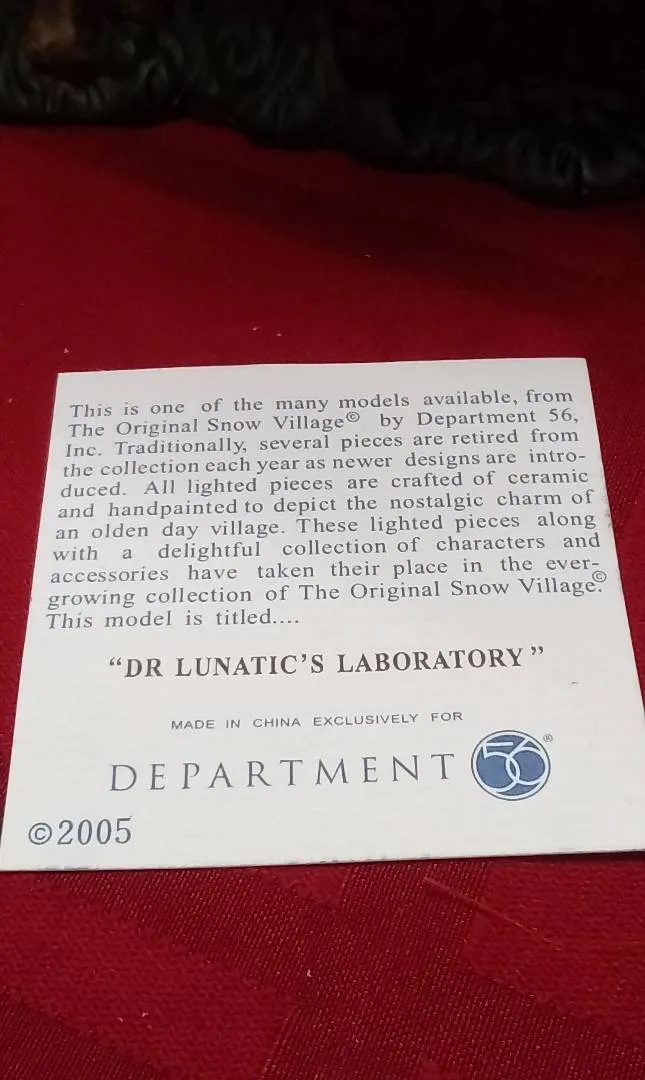 This is one of the many models available, from
The Original Snow Village© by Department 56,
Inc. Traditionally, several pieces are retired from
the collection each year as newer designs are intro-
duced. All lighted pieces are crafted of ceramic
and handpainted to depict the nostalgic charm of
an olden day village. These lighted pieces along
with a delightful collection of characters and
accessories have taken their place in the ever-
growing collection of The Original Snow Village©.
This model is titled....
“DR LUNATIC’S LABORATORY”
MADE IN CHINA EXCLUSIVELY FOR
DEPARTMENT 56®
©2005